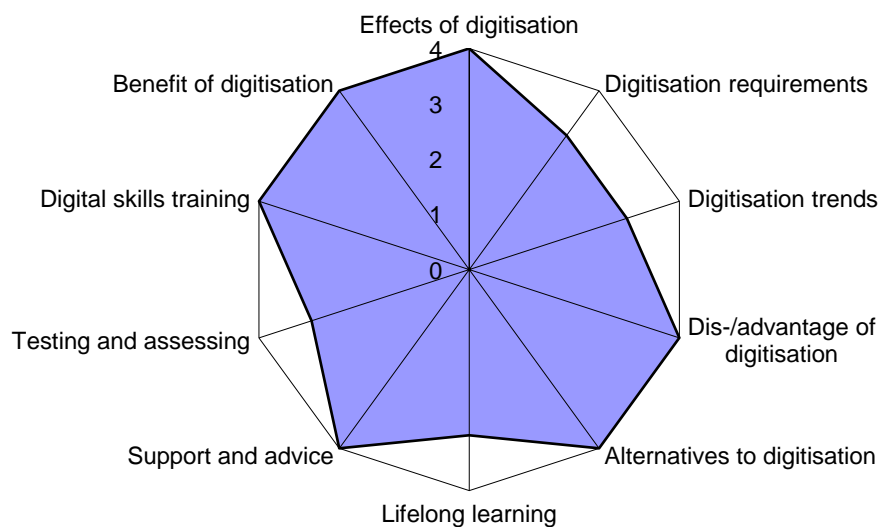 Effects of digitisation
4
Benefit of digitisation
Digitisation requirements
3
2
Digital skills training
Digitisation trends
1
0
Testing and assessing
Dis-/advantage of
digitisation
Support and advice
Alternatives to digitisation
Lifelong learning